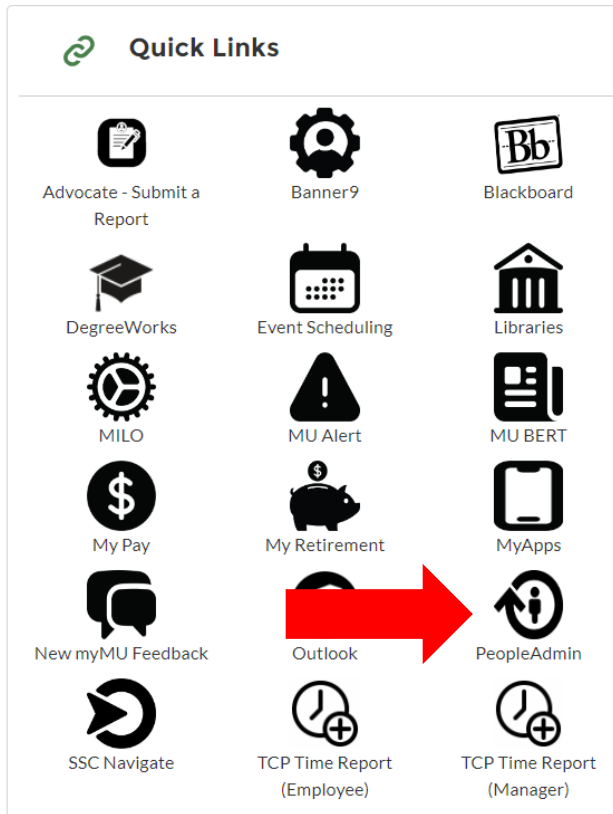 Quick Links
Bb
Advocate - Submit a
Report
Banner9
Blackboard
DegreeWorks
Event Scheduling
Libraries
MILO
MU Alert
MU BERT
$
$
My Pay
My Retirement
MyApps
New myMU Feedback
Outlook
PeopleAdmin
SSC Navigate
TCP Time Report
(Employee)
TCP Time Report
(Manager)